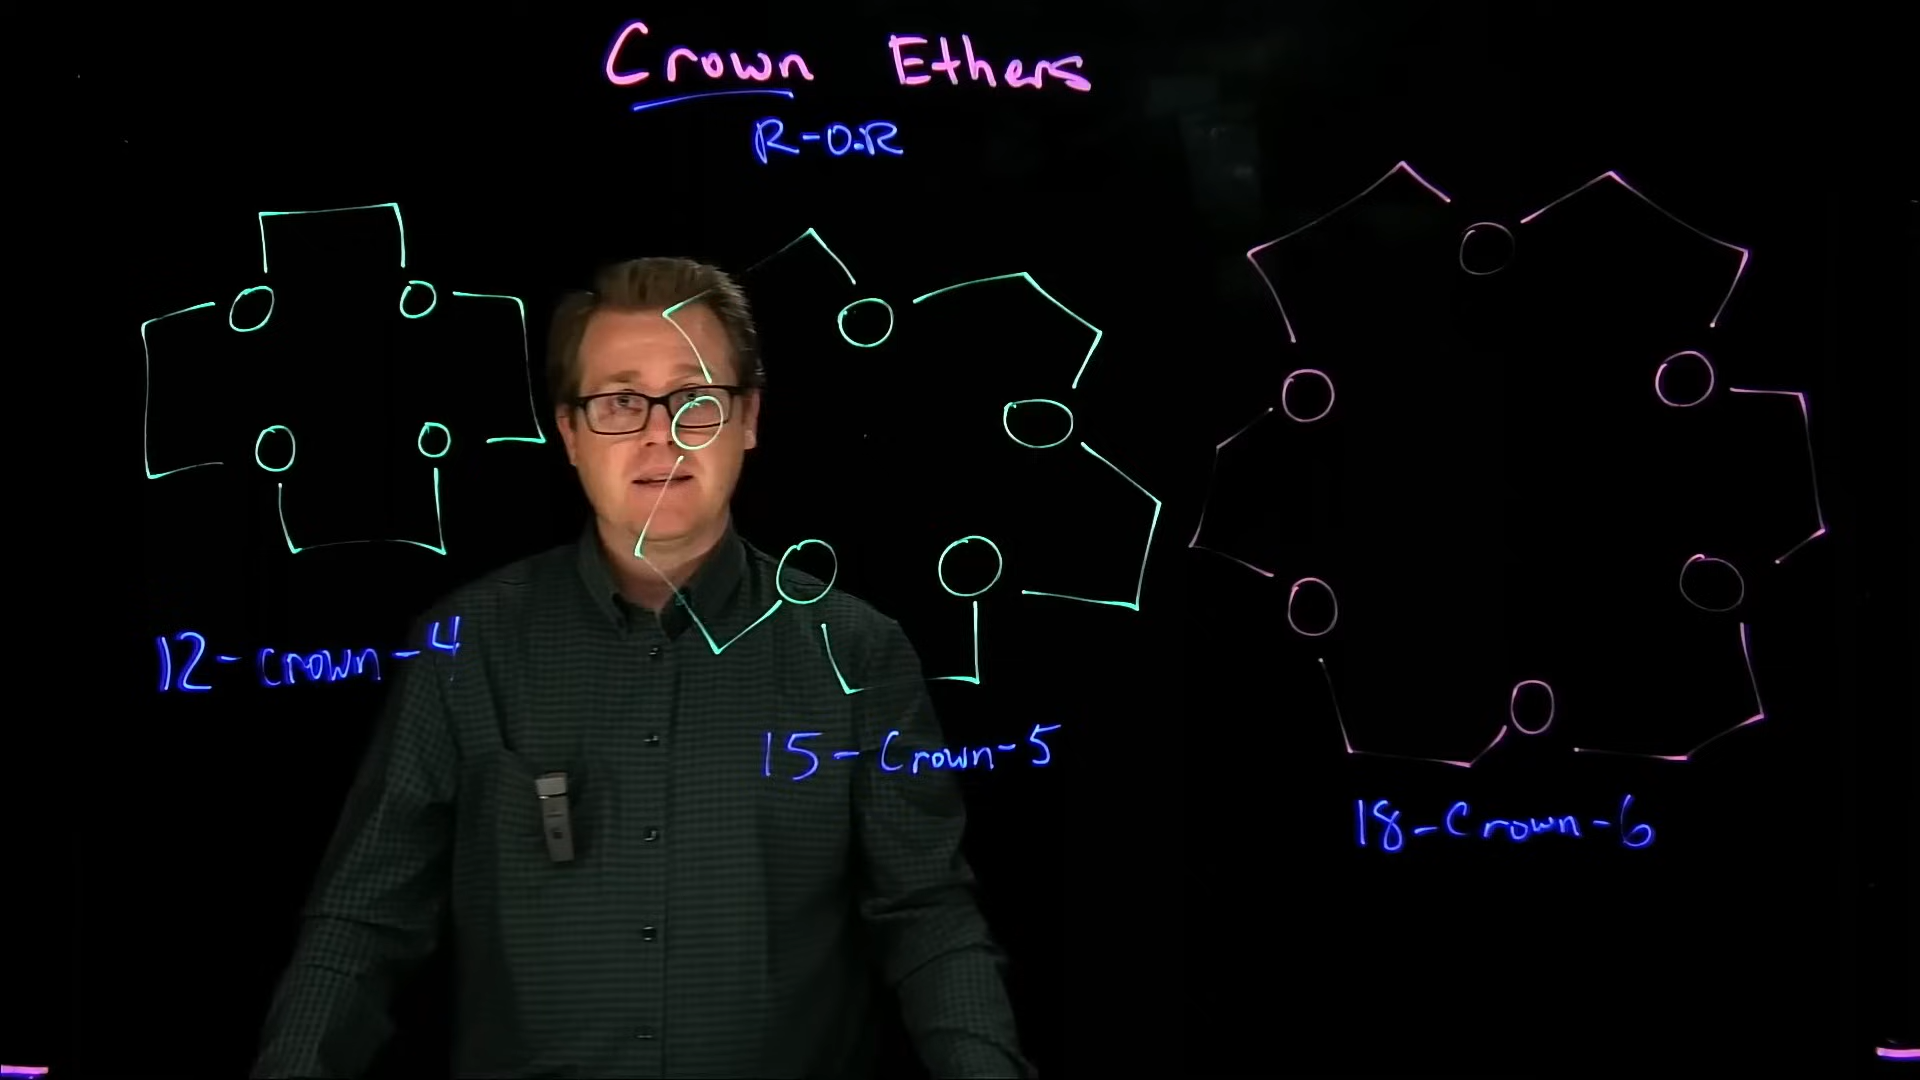 Crown Ethers
R-O-R
O O
O O
12-crown-4
O
O O
O O
15-Crown-5
O
O O
O O
O
18-Crown-6